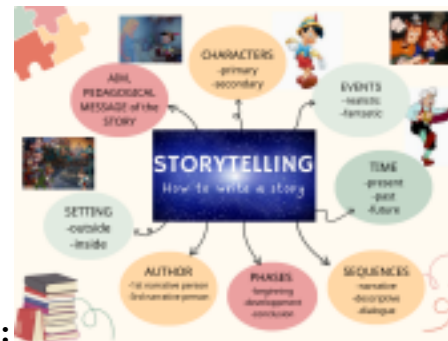 CHARACTERS
-primary
-secondary
AIM,
PEDAGOGICAL
MESSAGE of the
STORY
EVENTS
-realistic
-fantastic
STORYTELLING
How to write a story
TIME
-present
-past
-future
SETTING
-outside
-inside
AUTHOR
-1st narrative person
-3rd narrative person
PHASES
-beginning
-development
-conclusion
SEQUENCES
-narrative
-descriptive
-dialogue
: